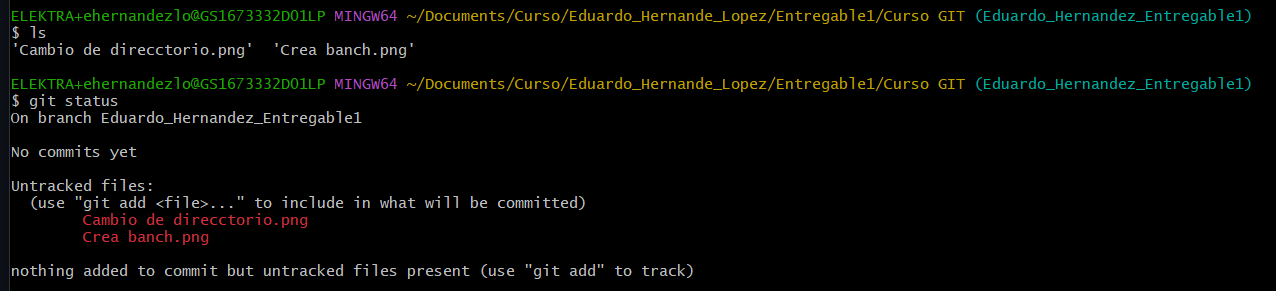 ELEKTRA+ehernandezlo@GS1673332D01LP MINGW64 ~/Documents/Curso/Eduardo_Hernande_Lopez/Entregable1/Curso GIT (Eduardo_Hernandez_Entregable1)
$ ls
'Cambio de direcctorio.png'  'Crea banch.png'
ELEKTRA+ehernandezlo@GS1673332D01LP MINGW64 ~/Documents/Curso/Eduardo_Hernande_Lopez/Entregable1/Curso GIT (Eduardo_Hernandez_Entregable1)
$ git status
On branch Eduardo_Hernandez_Entregable1
No commits yet
Untracked files:
  (use "git add <file>..." to include in what will be committed)
        Cambio de direcctorio.png
        Crea banch.png
nothing added to commit but untracked files present (use "git add" to track)